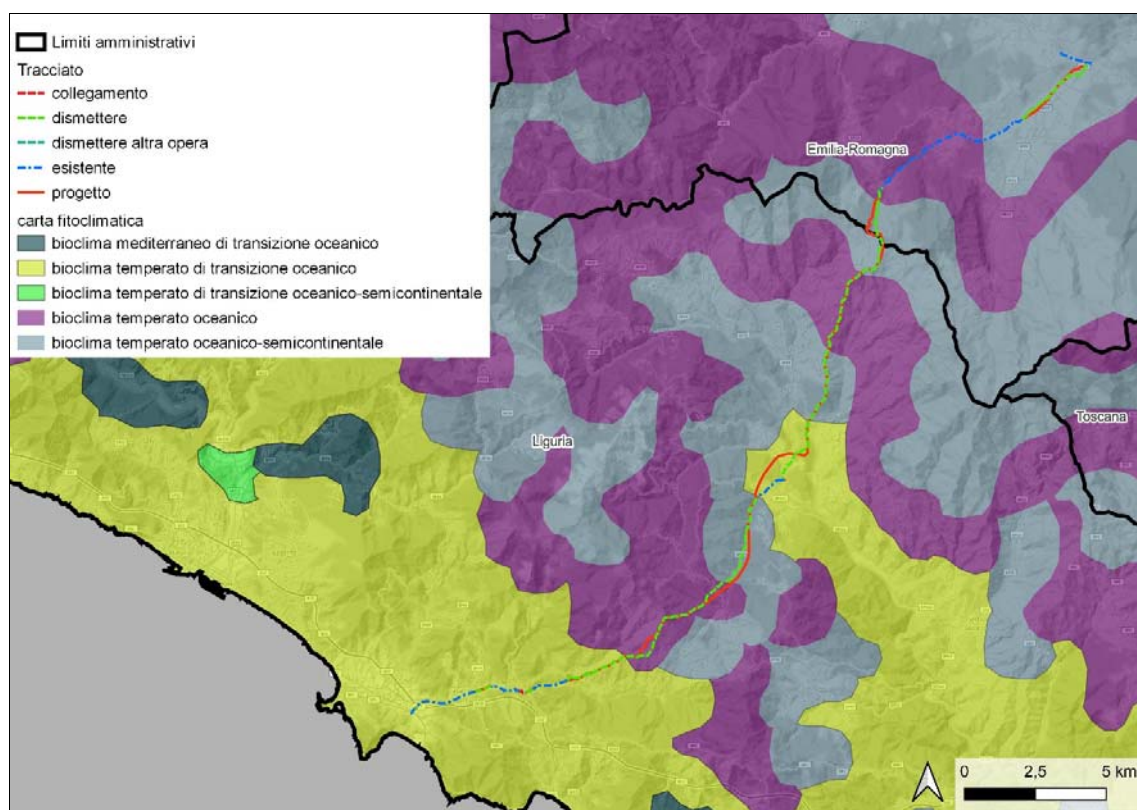 Limiti amministrativi
Tracciato
collegamento
dismettere
dismettere altra opera
esistente
progetto
carta fitoclimatica
bioclima mediterraneo di transizione oceanico
bioclima temperato di transizione oceanico
bioclima temperato di transizione oceanico-semicontinentale
bioclima temperato oceanico
bioclima temperato oceanico-semicontinentale
Emilia-Romagna
Toscana
Liguria
0 2,5 5 km